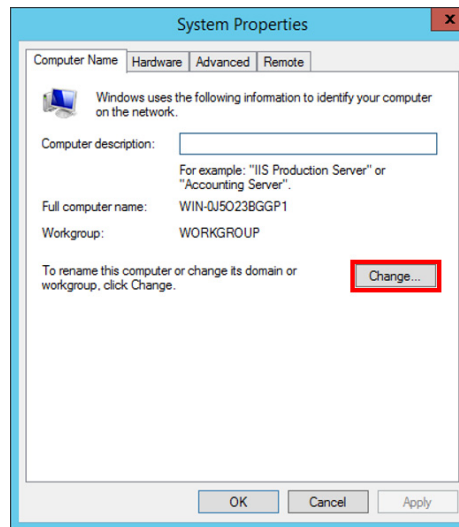 System Properties
x
Computer Name Hardware Advanced Remote
Windows uses the following information to identify your computer
on the network.
Computer description:
For example: "IIS Production Server" or
"Accounting Server".
Full computer name: WIN-0J5O23BGGP1
Workgroup: WORKGROUP
To rename this computer or change its domain or
workgroup, click Change.
Change...
OK Cancel Apply